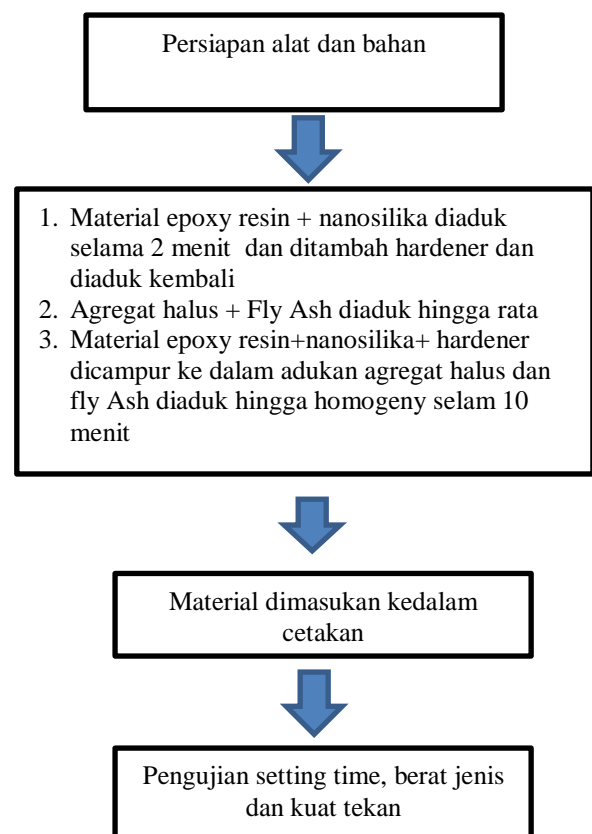 Persiapan alat dan bahan
1. Material epoxy resin + nanosilika diaduk
selama 2 menit dan ditambah hardener dan
diaduk kembali
2. Agregat halus + Fly Ash diaduk hingga rata
3. Material epoxy resin+nanosilika+ hardener
dicampur ke dalam adukan agregat halus dan
fly Ash diaduk hingga homogeny selam 10
menit
Material dimasukan kedalam
cetakan
Pengujian setting time, berat jenis
dan kuat tekan